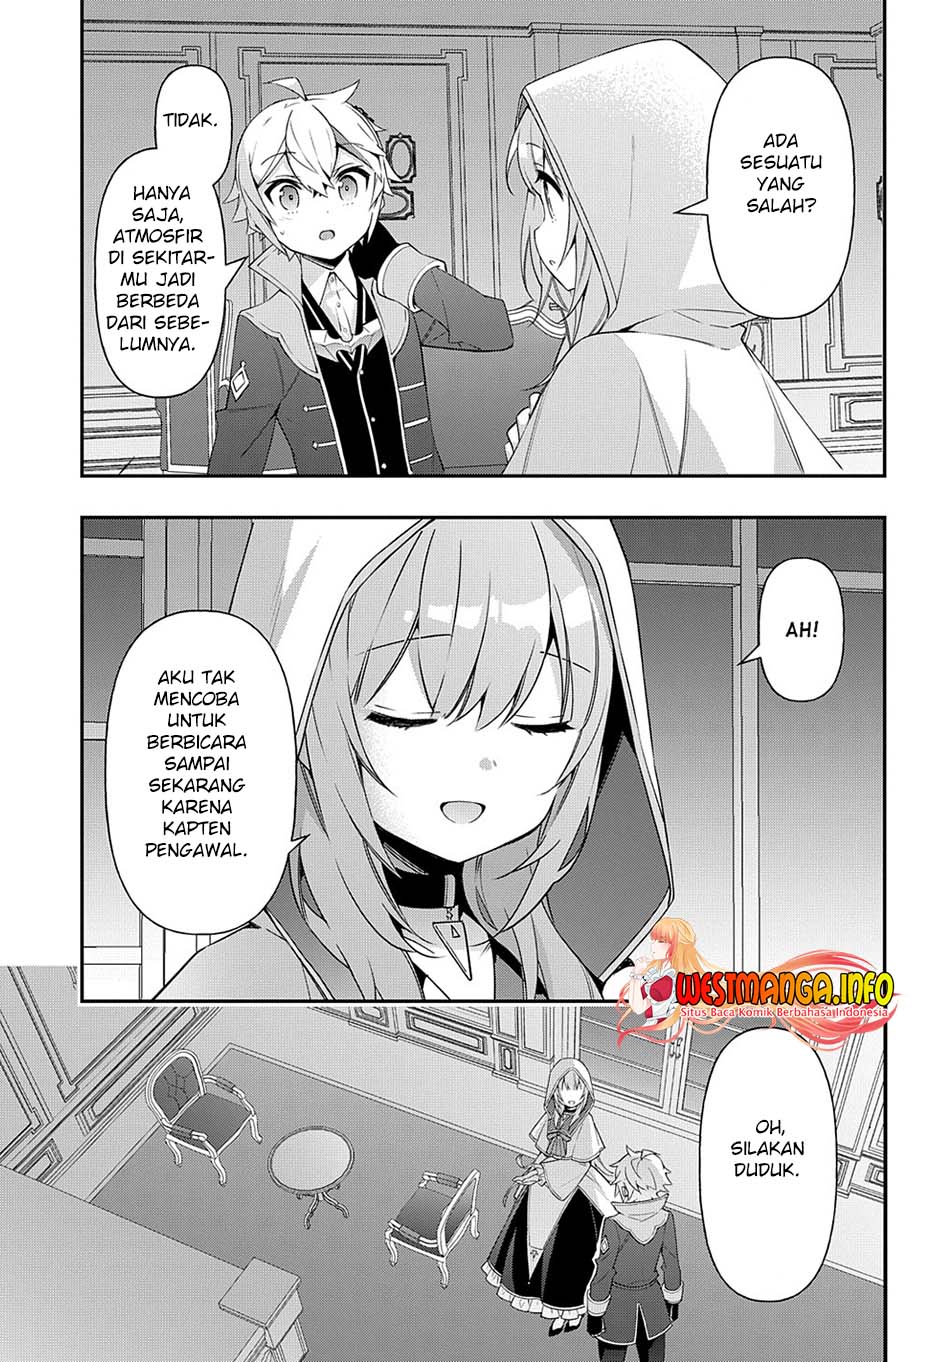 ADA
SESUATU
YANG
SALAH?
TIDAK.
HANYA
SAJA,
ATMOSFIR
DI SEKITAR-
MU JADI
BERBEDA
DARI SEBE-
LUMNYA.
AH!
AKU TAK
MENCOBA
UNTUK
BERBICARA
SAMPAI
SEKARANG
KARENA
KAPTEN
PENGAWAL.
WESTMANGA.INFO
Situs Baca Komik Berbahasa Indonesia
OH,
SILAKAN
DUDUK.